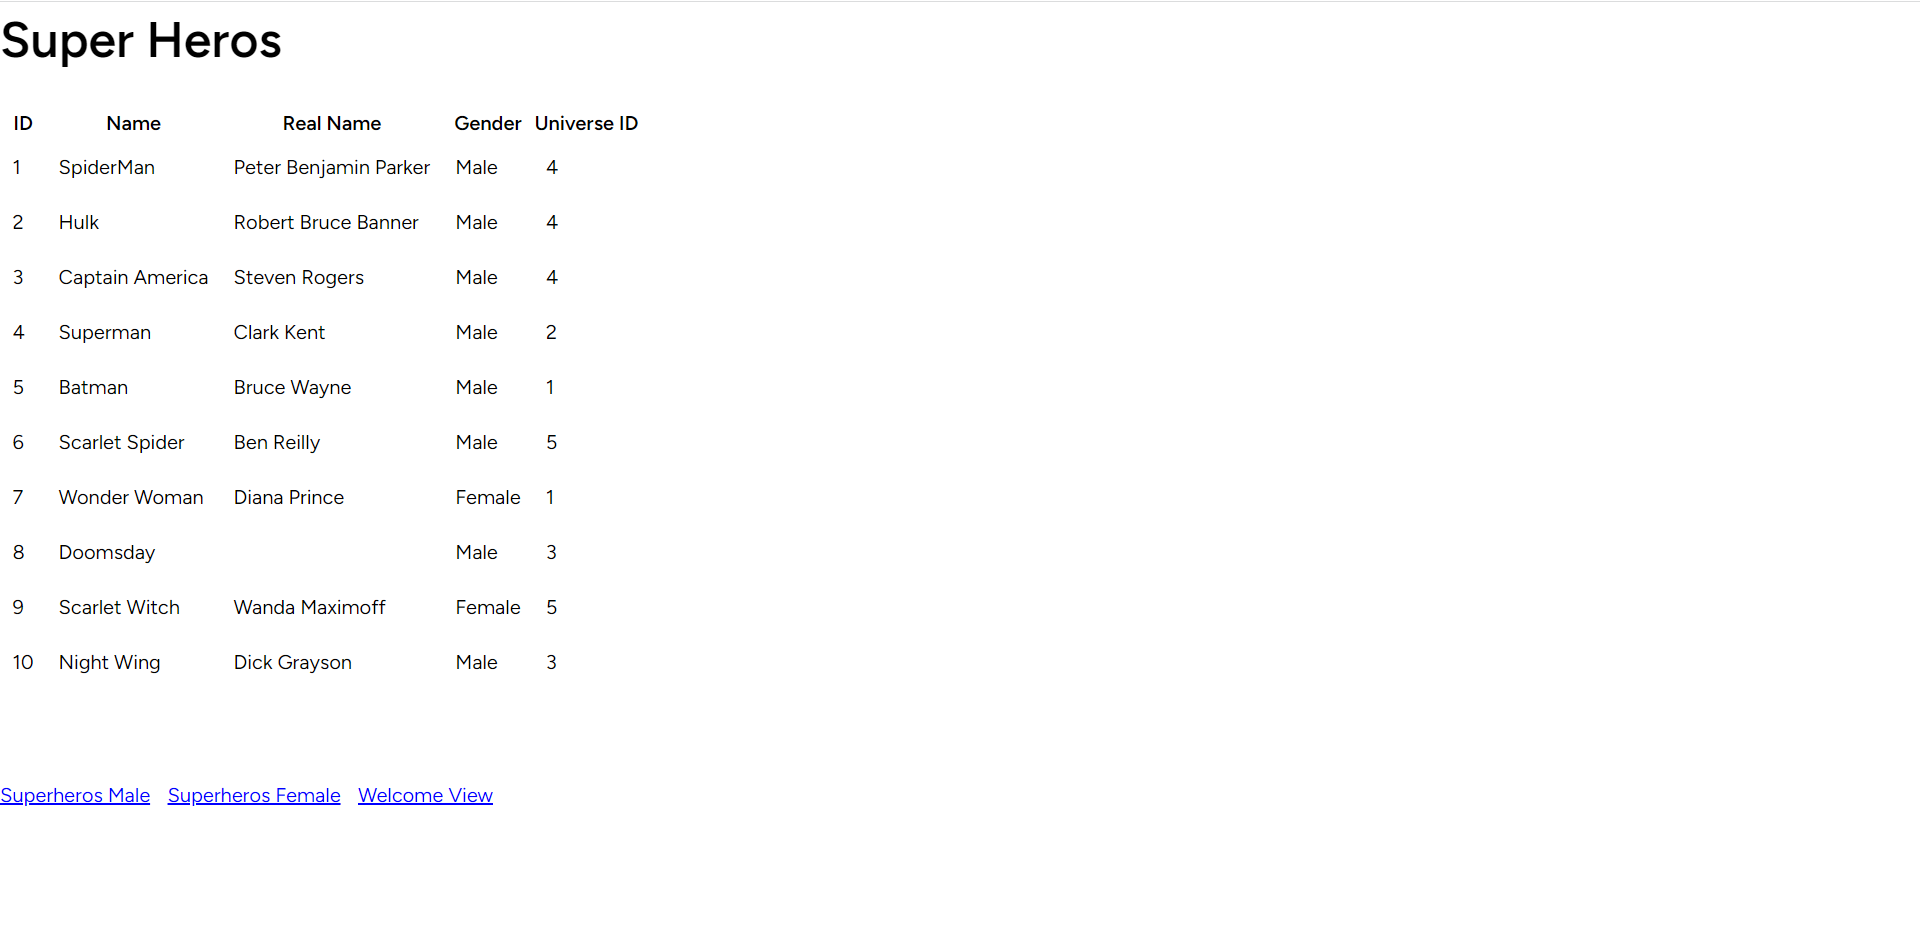 Super Heros
ID Name Real Name Gender Universe ID
1 SpiderMan Peter Benjamin Parker Male 4
2 Hulk Robert Bruce Banner Male 4
3 Captain America Steven Rogers Male 4
4 Superman Clark Kent Male 2
5 Batman Bruce Wayne Male 1
6 Scarlet Spider Ben Reilly Male 5
7 Wonder Woman Diana Prince Female 1
8 Doomsday Male 3
9 Scarlet Witch Wanda Maximoff Female 5
10 Night Wing Dick Grayson Male 3
Superheros Male Superheros Female Welcome View